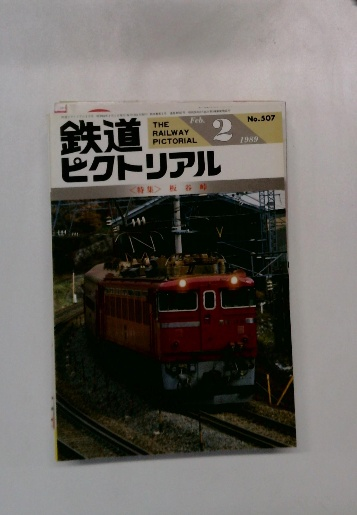 鉄道
ピクトリアル
THE
RAILWAY
PICTORIAL
Feb.
2
1989
No.507
〈特集〉 板谷峠